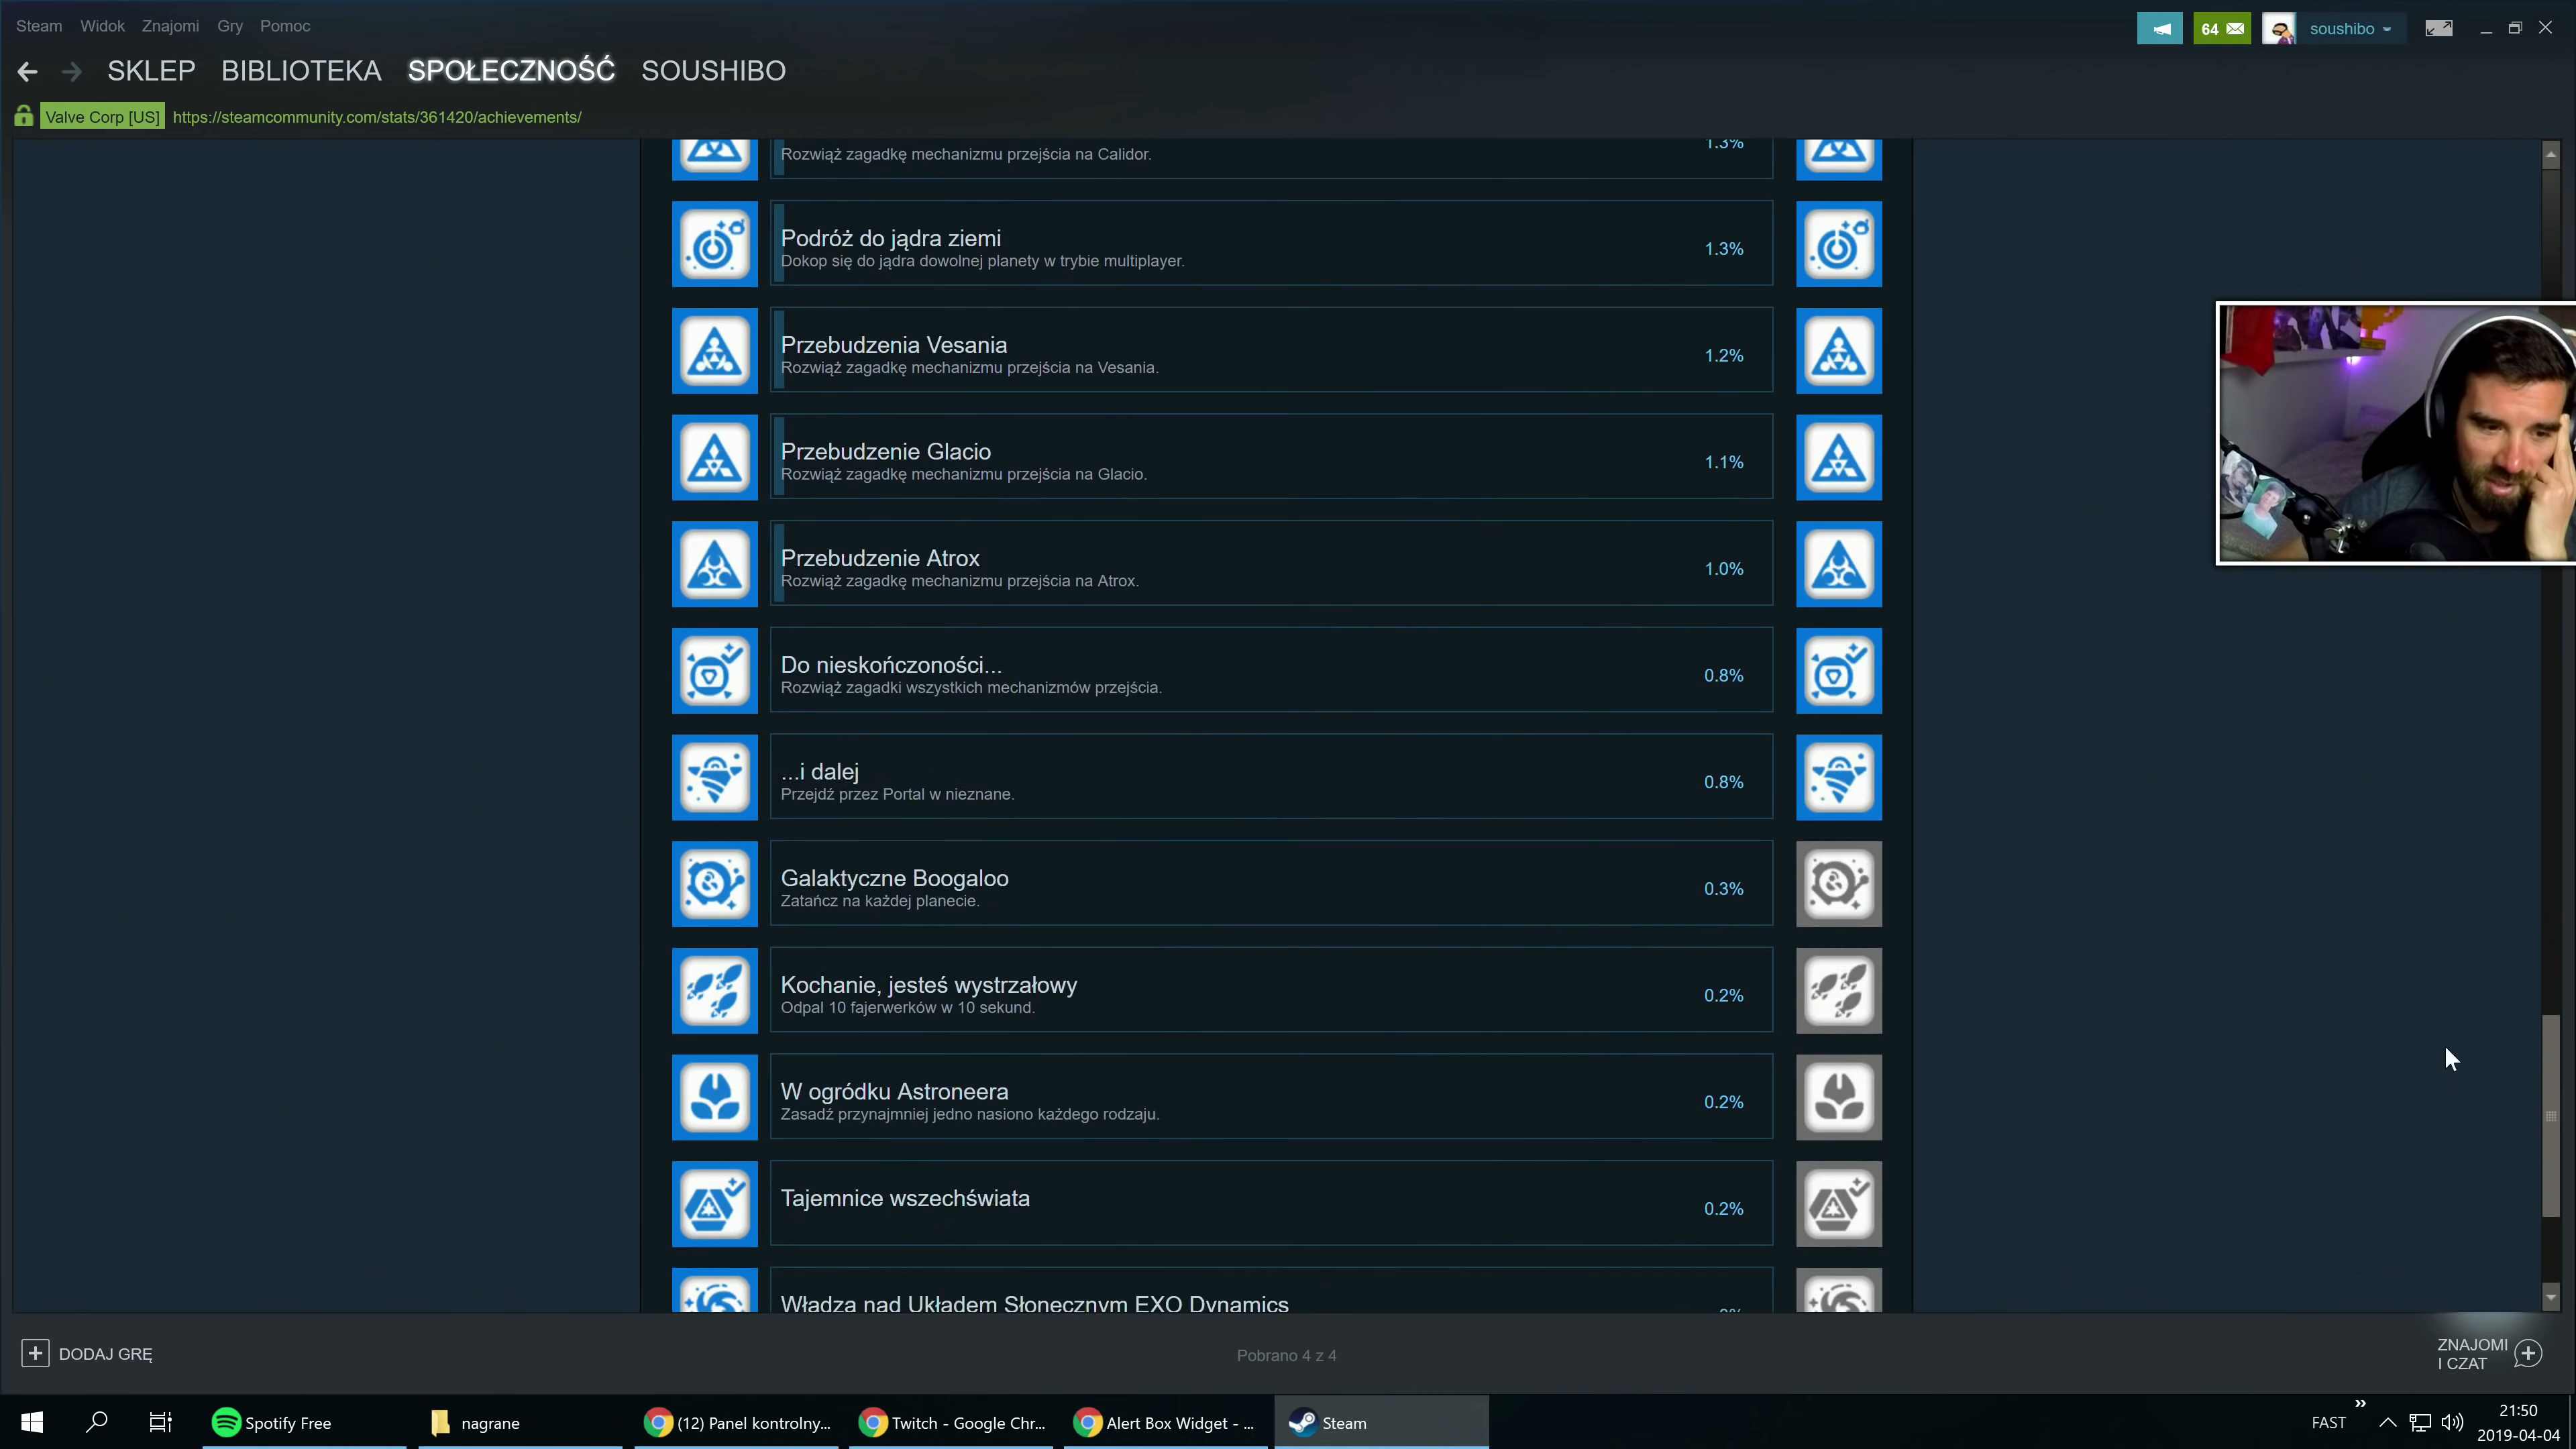 Steam Widok Znajomi Gry Pomoc
64 soushibo
SKLEP BIBLIOTEKA SPOŁECZNOŚĆ SOUSHIBO
Valve Corp [US] https://steamcommunity.com/stats/361420/achievements/
1.3%
Rozwiąż zagadkę mechanizmu przejścia na Calidor.
Podróż do jądra ziemi
1.3%
Dokop się do jądra dowolnej planety w trybie multiplayer.
Przebudzenia Vesania
1.2%
Rozwiąż zagadkę mechanizmu przejścia na Vesania.
Przebudzenie Glacio
1.1%
Rozwiąż zagadkę mechanizmu przejścia na Glacio.
Przebudzenie Atrox
1.0%
Rozwiąż zagadkę mechanizmu przejścia na Atrox.
Do nieskończoności...
0.8%
Rozwiąż zagadki wszystkich mechanizmów przejścia.
...i dalej
0.8%
Przejdź przez Portal w nieznane.
Galaktyczne Boogaloo
0.3%
Zatańcz na każdej planecie.
Kochanie, jesteś wystrzałowy
0.2%
Odpal 10 fajerwerków w 10 sekund.
W ogródku Astroneera
0.2%
Zasadź przynajmniej jedno nasiono każdego rodzaju.
Tajemnice wszechświata
0.2%
Władza nad Układem Słonecznym EXO Dynamics
DODAJ GRĘ
Pobrano 4 z 4
ZNAJOMI
I CZAT
Spotify Free
nagrane
(12) Panel kontrolny...
Twitch - Google Chr...
Alert Box Widget - ...
Steam
FAST
21:50
2019-04-04